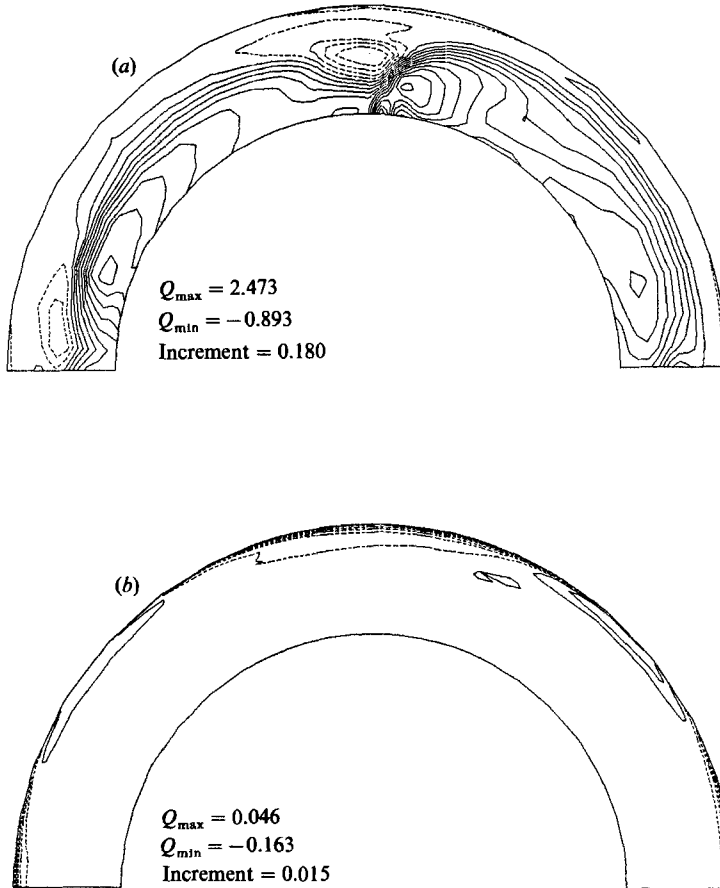 (a)
Q_max = 2.473
Q_min = −0.893
Increment = 0.180
(b)
Q_max = 0.046
Q_min = −0.163
Increment = 0.015